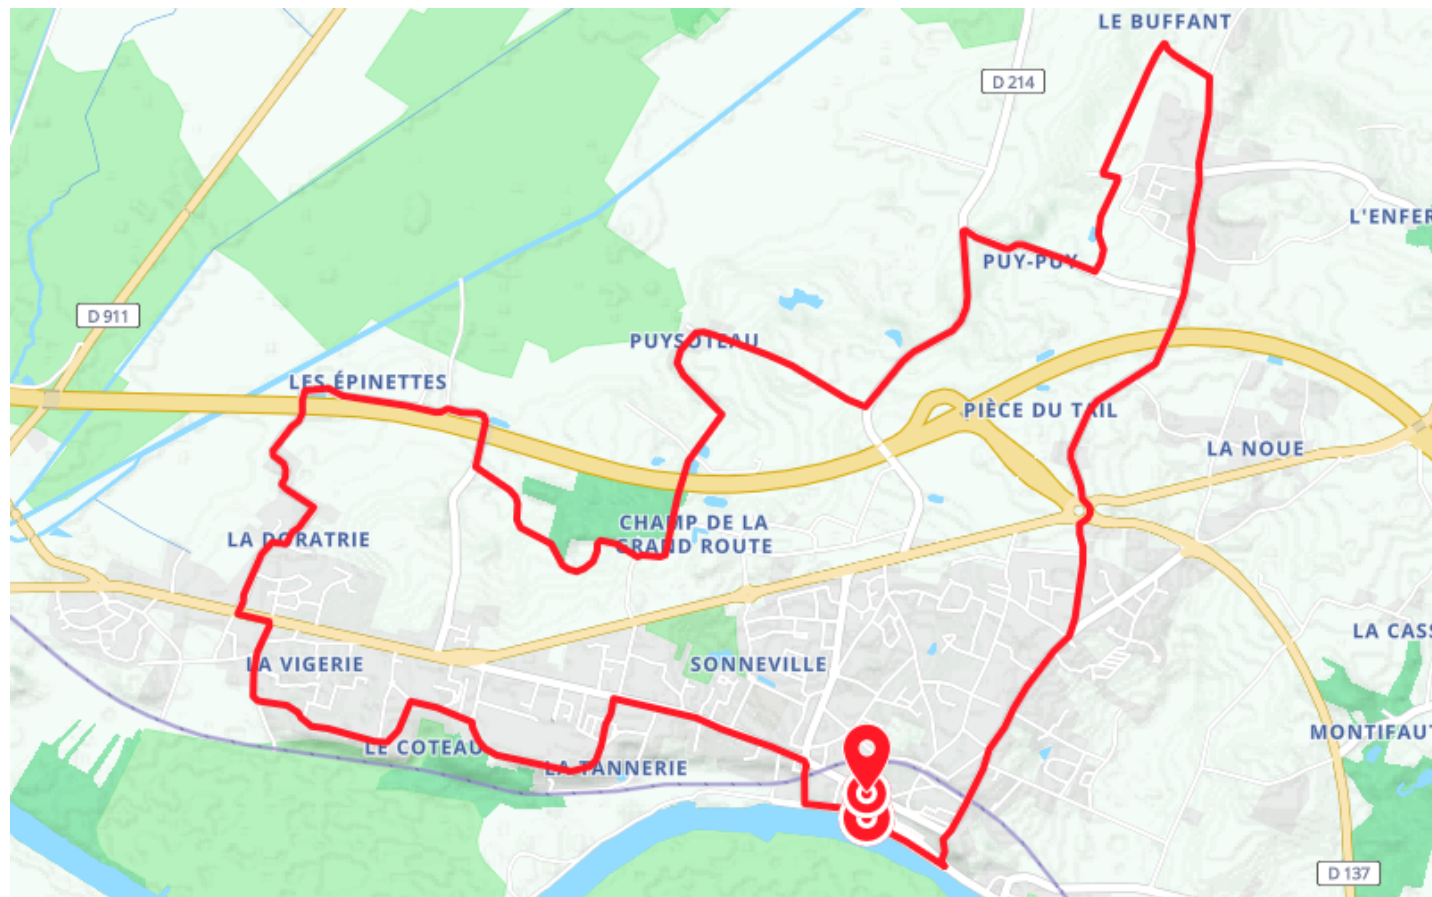 LE BUFFANT
D 214
L'ENFER
PUY-PUY
D 911
PUYSOTEAU
LES ÉPINETTES
PIÈCE DU TAIL
LA NOUE
CHAMP DE LA
GRAND ROUTE
LA DORATRIE
LA CASS
LA VIGERIE
SONNEVILLE
MONTIFAUT
LE COTEAU
LA TANNERIE
D 137